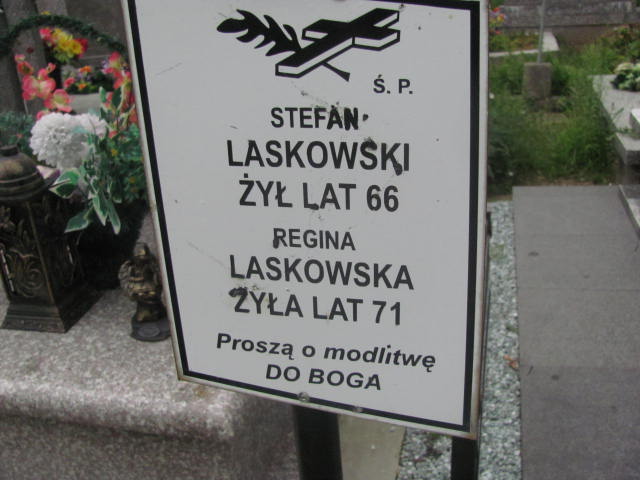 Ś. P.
STEFAN
LASKOWSKI
ŻYŁ LAT 66
REGINA
LASKOWSKA
ŻYŁA LAT 71
Proszą o modlitwę
DO BOGA